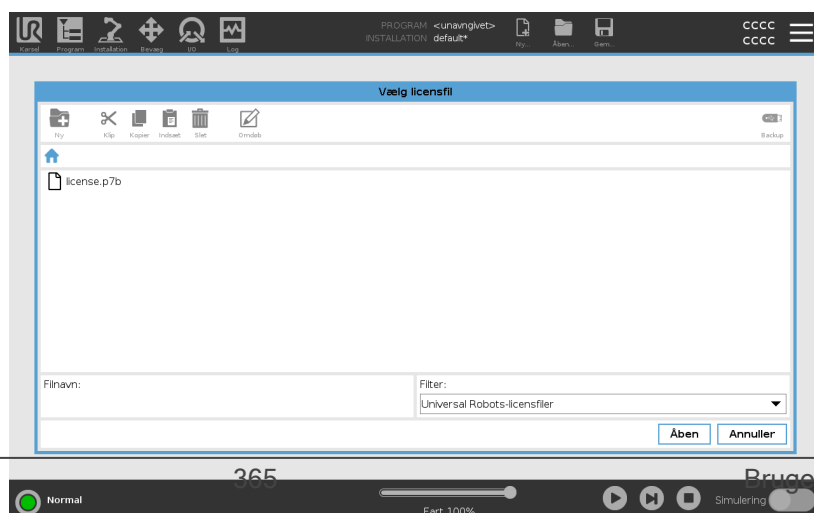 PROGRAM <unavngivet>
INSTALLATION default*
CCCC
CCCC
Kørsel Program Installation Bevæg I/O Log Ny... Åben... Gem...
Vælg licensfil
Ny Klip Kopier Indsæt Slet Omdøb Backup
license.p7b
Filnavn: Filter:
Universal Robots-licensfiler
Åben Annuller
365 Bruge
Normal Fart 100% Simulering